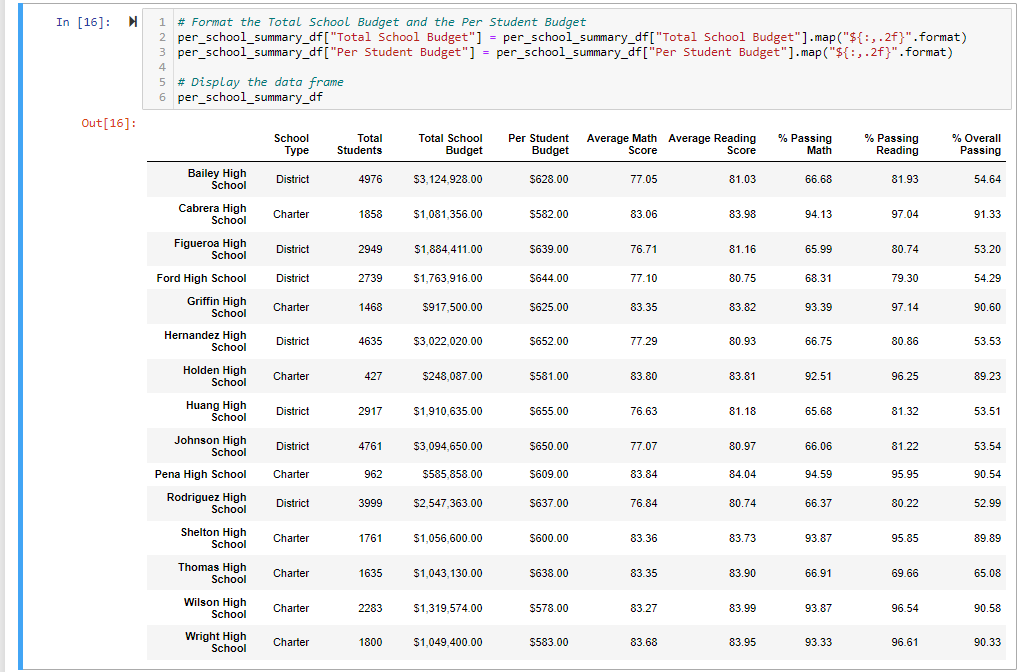 In [16]:
1 # Format the Total School Budget and the Per Student Budget
2 per_school_summary_df["Total School Budget"] = per_school_summary_df["Total School Budget"].map("${:,.2f}".format)
3 per_school_summary_df["Per Student Budget"] = per_school_summary_df["Per Student Budget"].map("${:,.2f}".format)
4
5 # Display the data frame
6 per_school_summary_df
Out[16]:
School Total Total School Per Student Average Math Average Reading % Passing % Passing % Overall
Type Students Budget Budget Score Score Math Reading Passing
Bailey High
School District 4976 $3,124,928.00 $628.00 77.05 81.03 66.68 81.93 54.64
Cabrera High
School Charter 1858 $1,081,356.00 $582.00 83.06 83.98 94.13 97.04 91.33
Figueroa High
School District 2949 $1,884,411.00 $639.00 76.71 81.16 65.99 80.74 53.20
Ford High School District 2739 $1,763,916.00 $644.00 77.10 80.75 68.31 79.30 54.29
Griffin High
School Charter 1468 $917,500.00 $625.00 83.35 83.82 93.39 97.14 90.60
Hernandez High
School District 4635 $3,022,020.00 $652.00 77.29 80.93 66.75 80.86 53.53
Holden High
School Charter 427 $248,087.00 $581.00 83.80 83.81 92.51 96.25 89.23
Huang High
School District 2917 $1,910,635.00 $655.00 76.63 81.18 65.68 81.32 53.51
Johnson High
School District 4761 $3,094,650.00 $650.00 77.07 80.97 66.06 81.22 53.54
Pena High School Charter 962 $585,858.00 $609.00 83.84 84.04 94.59 95.95 90.54
Rodriguez High
School District 3999 $2,547,363.00 $637.00 76.84 80.74 66.37 80.22 52.99
Shelton High
School Charter 1761 $1,056,600.00 $600.00 83.36 83.73 93.87 95.85 89.89
Thomas High
School Charter 1635 $1,043,130.00 $638.00 83.35 83.90 66.91 69.66 65.08
Wilson High
School Charter 2283 $1,319,574.00 $578.00 83.27 83.99 93.87 96.54 90.58
Wright High
School Charter 1800 $1,049,400.00 $583.00 83.68 83.95 93.33 96.61 90.33